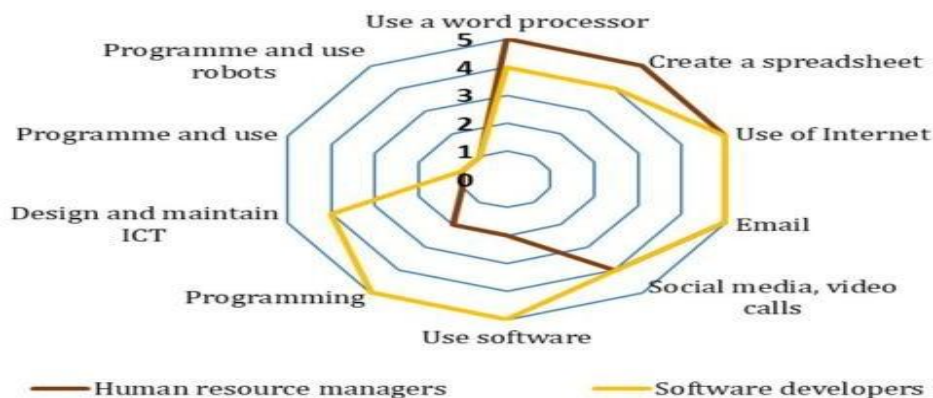 Use a word processor
5
4
3
2
1
0
Create a spreadsheet
Use of Internet
Email
Social media, video
calls
Use software
Programming
Design and maintain
ICT
Programme and use
Programme and use
robots
Human resource managers
Software developers